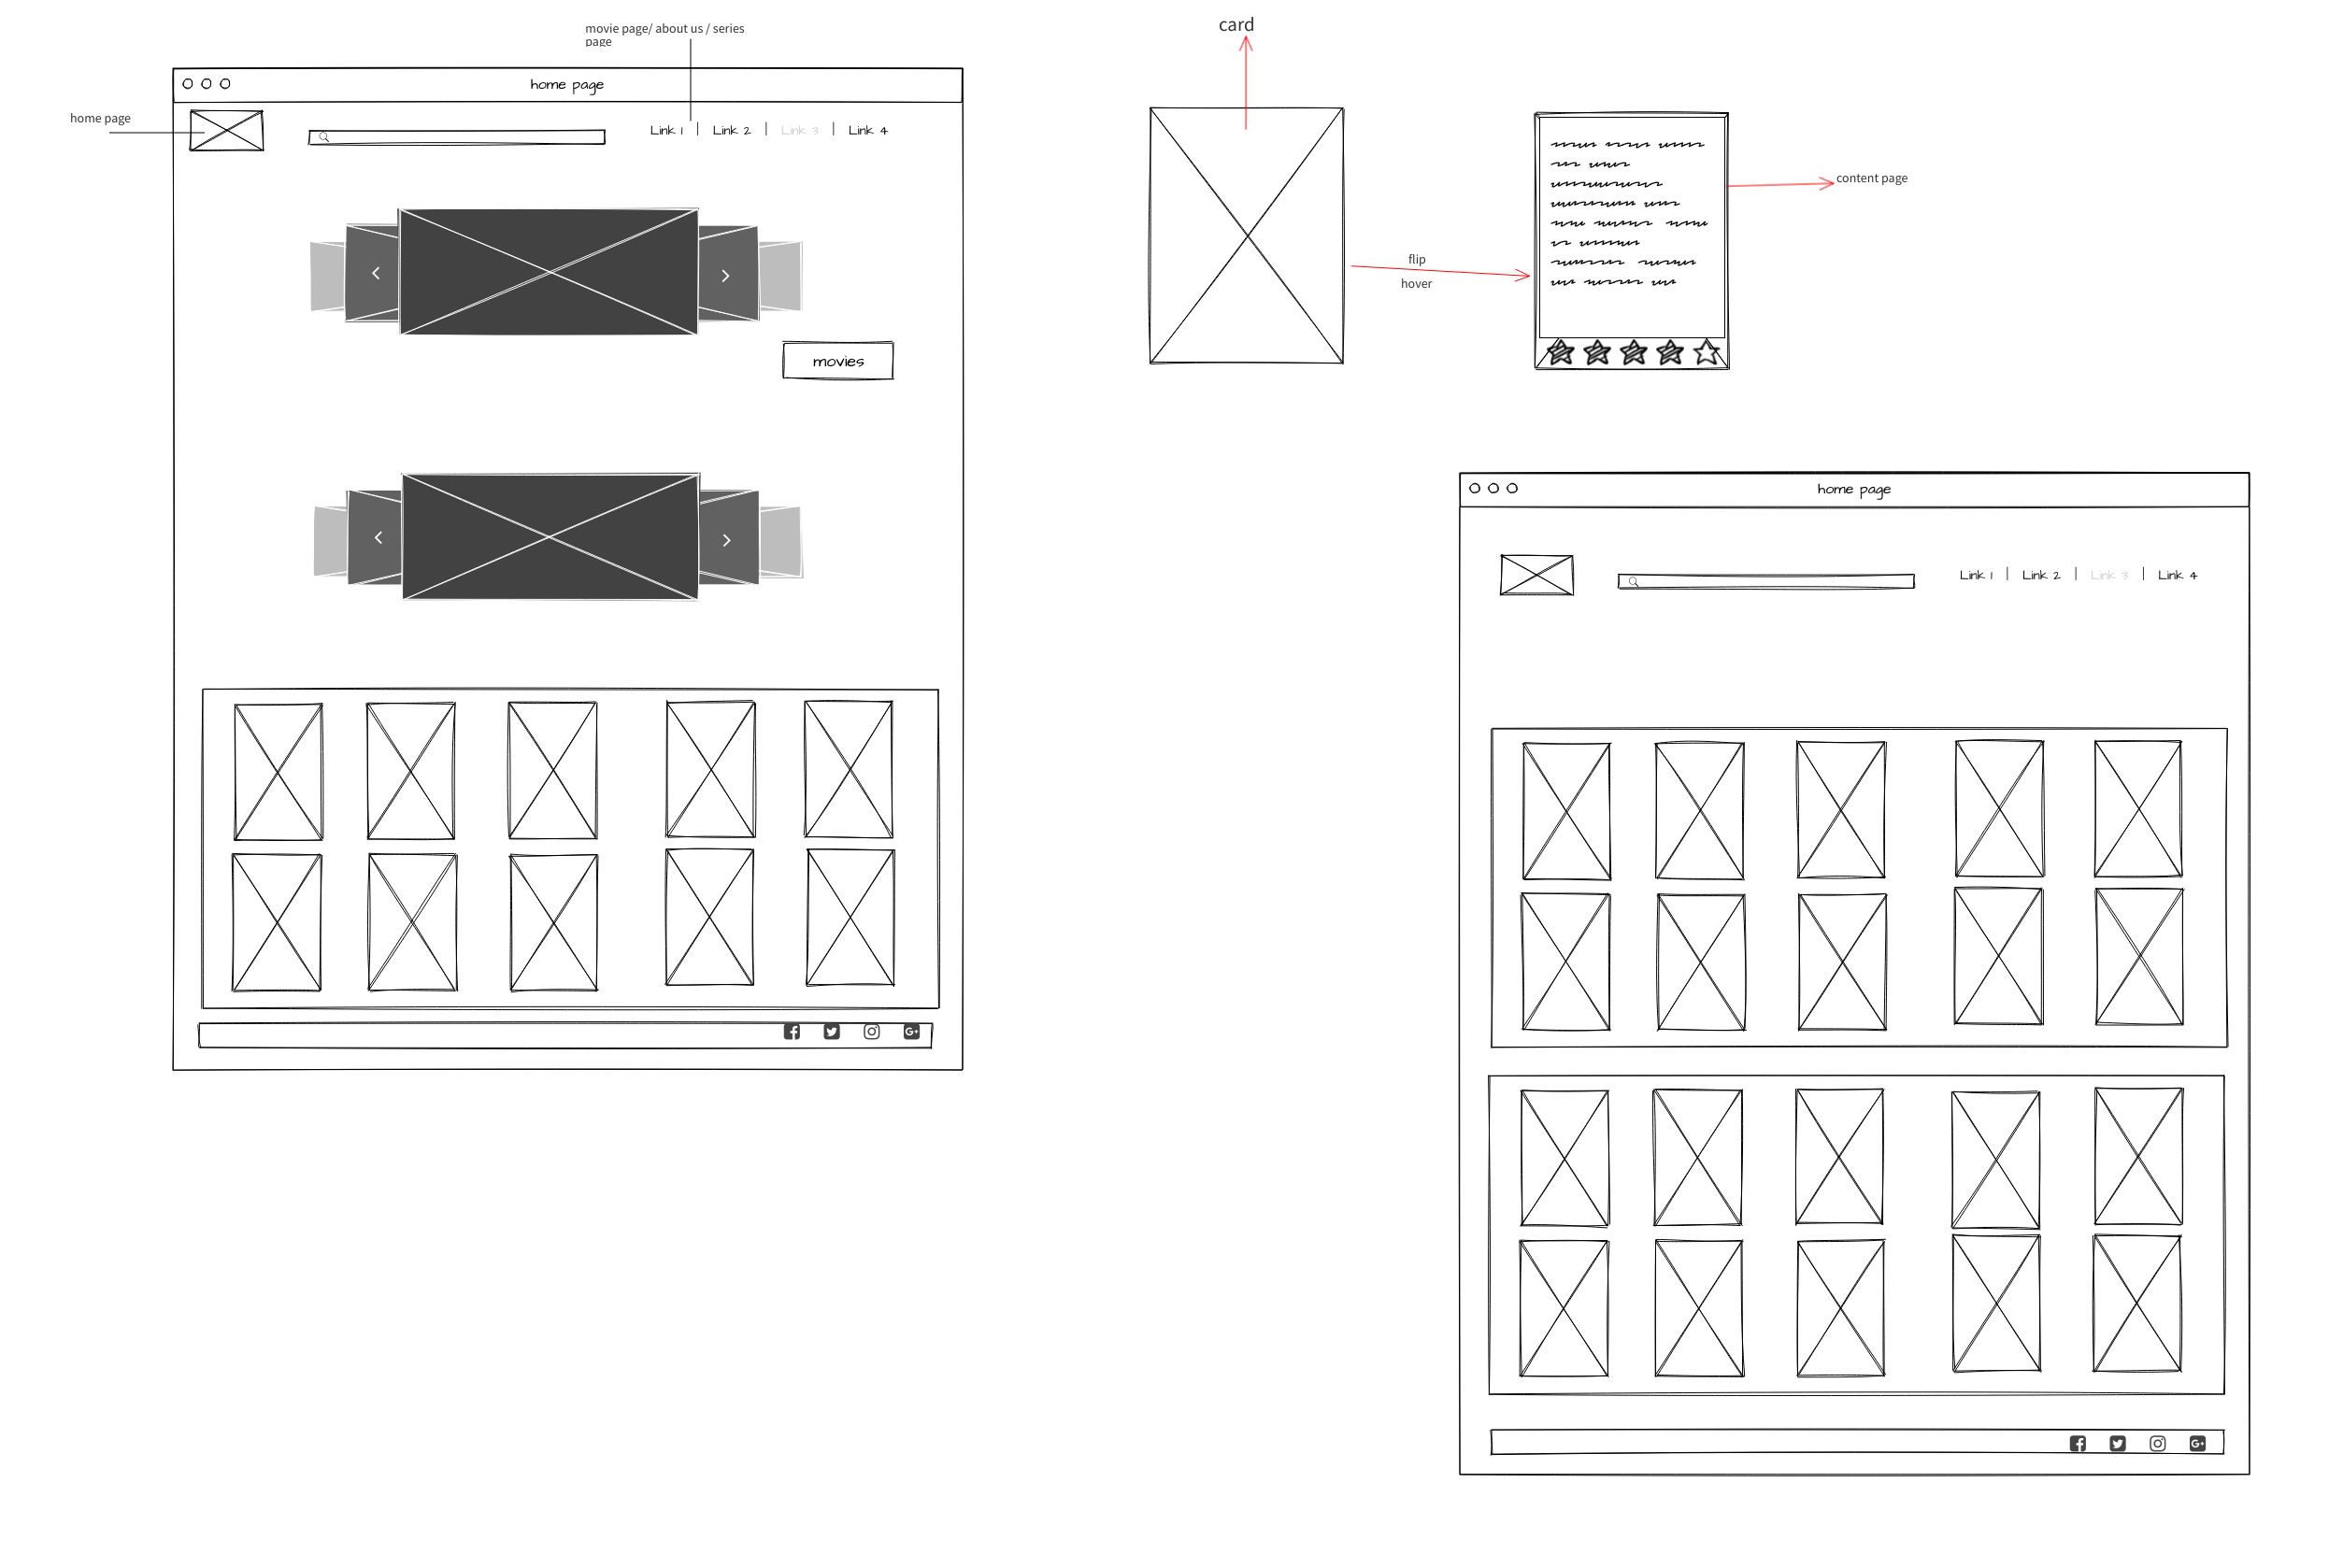 movie page/ about us / series
page
home page
home page
Link 1 | Link 2 | Link 3 | Link 4
movies
card
flip
hover
content page
home page
Link 1 | Link 2 | Link 3 | Link 4